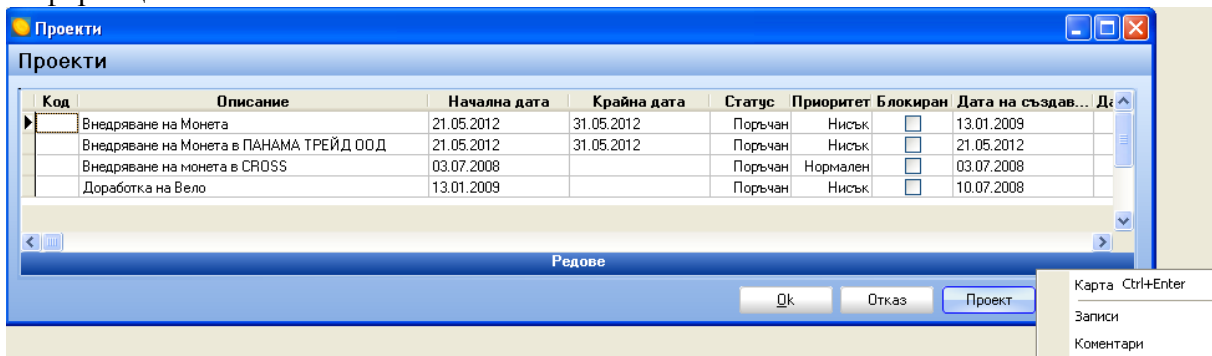 Проекти
Проекти
Код Описание Начална дата Крайна дата Статус Приоритет Блокиран Дата на създав...
Внедряване на Монета 21.05.2012 31.05.2012 Поръчан Нисък 13.01.2009
Внедряване на Монета в ПАНАМА ТРЕЙД ООД 21.05.2012 31.05.2012 Поръчан Нисък 21.05.2012
Внедряване на монета в CROSS 03.07.2008 Поръчан Нормален 03.07.2008
Доработка на Вело 13.01.2009 Поръчан Нисък 10.07.2008
Редове
Ok Отказ Проект
Карта Ctrl+Enter
Записи
Коментари